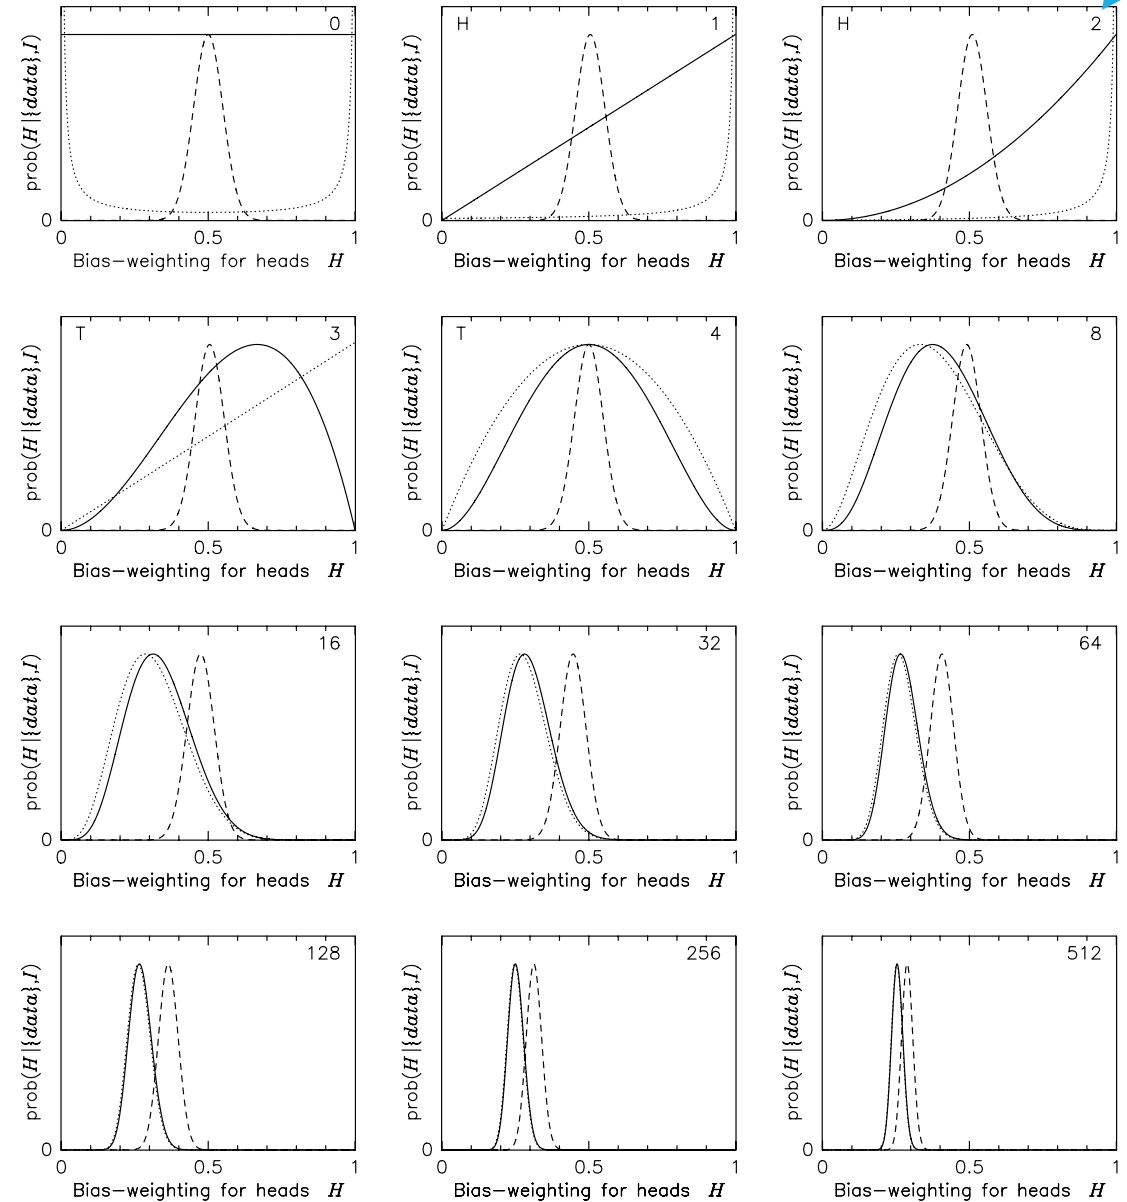 0
prob(H|{data},I)
0
0 0.5 1
Bias-weighting for heads H
H 1
prob(H|{data},I)
0
0 0.5 1
Bias-weighting for heads H
H 2
prob(H|{data},I)
0
0 0.5 1
Bias-weighting for heads H
T 3
prob(H|{data},I)
0
0 0.5 1
Bias-weighting for heads H
T 4
prob(H|{data},I)
0
0 0.5 1
Bias-weighting for heads H
8
prob(H|{data},I)
0
0 0.5 1
Bias-weighting for heads H
16
prob(H|{data},I)
0
0 0.5 1
Bias-weighting for heads H
32
prob(H|{data},I)
0
0 0.5 1
Bias-weighting for heads H
64
prob(H|{data},I)
0
0 0.5 1
Bias-weighting for heads H
128
prob(H|{data},I)
0
0 0.5 1
Bias-weighting for heads H
256
prob(H|{data},I)
0
0 0.5 1
Bias-weighting for heads H
512
prob(H|{data},I)
0
0 0.5 1
Bias-weighting for heads H